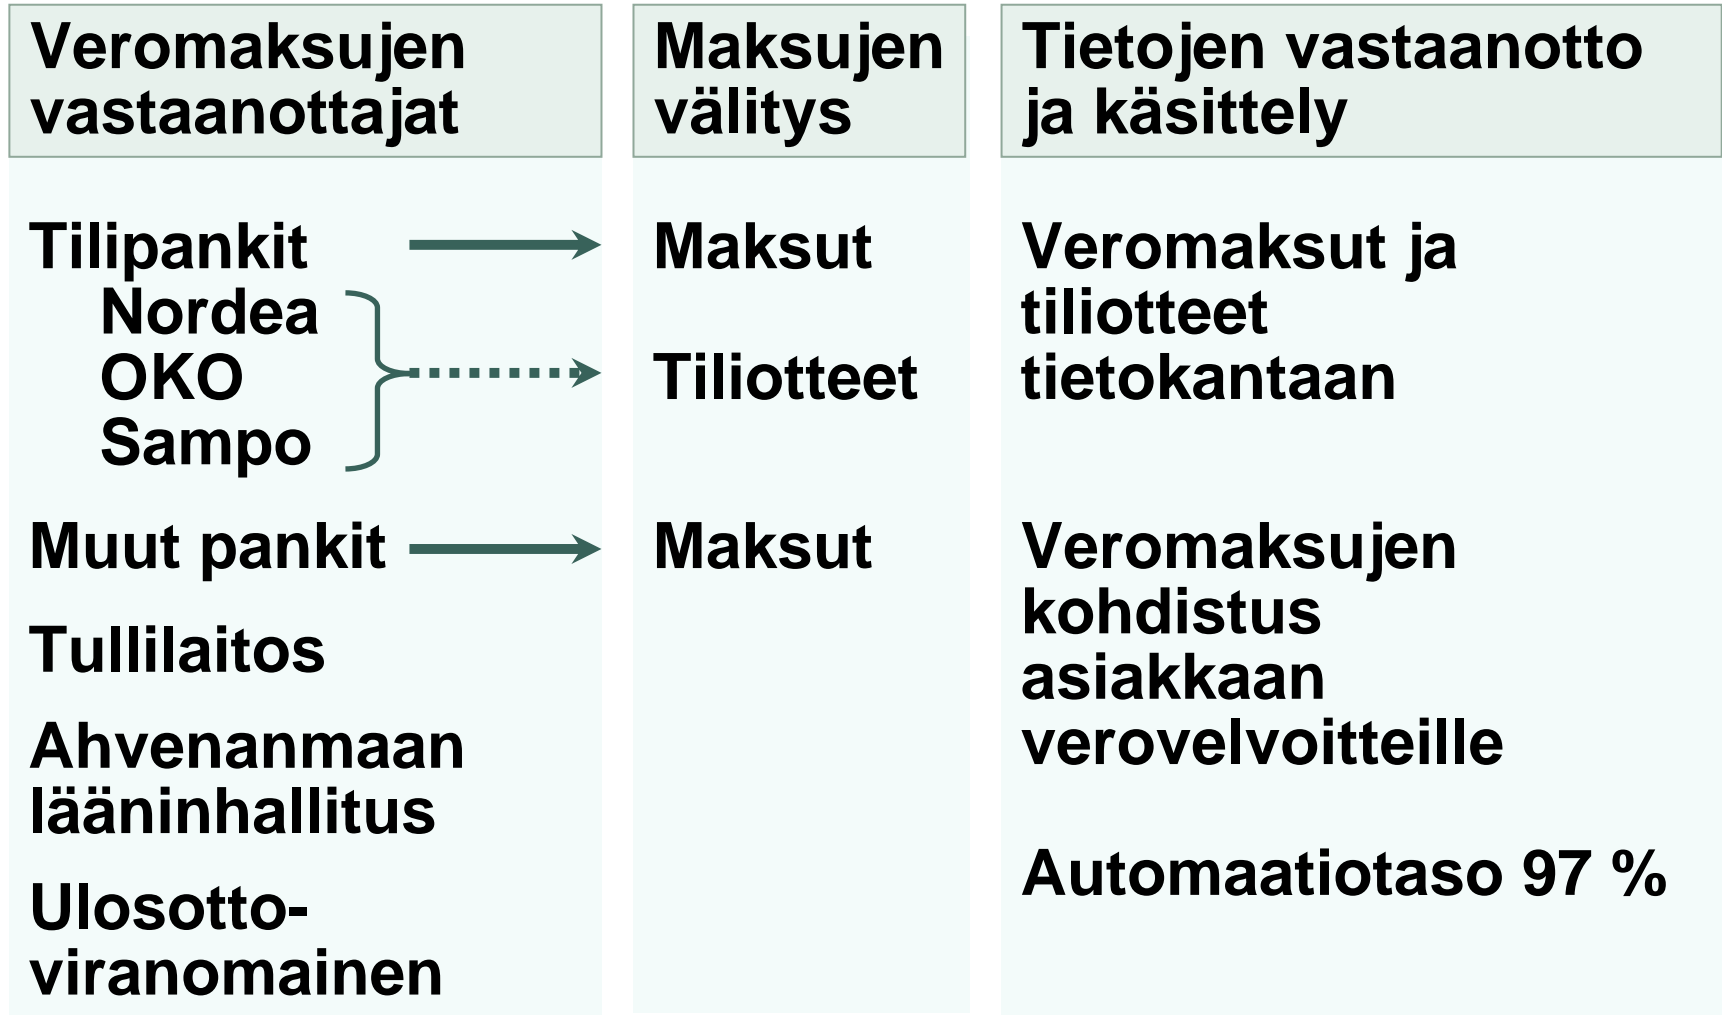 Veromaksujen
vastaanottajat
Maksujen
välitys
Tietojen vastaanotto
ja käsittely
Tilipankit
Nordea
OKO
Sampo
Muut pankit
Tullilaitos
Ahvenanmaan
lääninhallitus
Ulosotto-
viranomainen
Maksut
Tiliotteet
Maksut
Veromaksut ja
tiliotteet
tietokantaan
Veromaksujen
kohdistus
asiakkaan
verovelvoitteille
Automaatiotaso 97 %